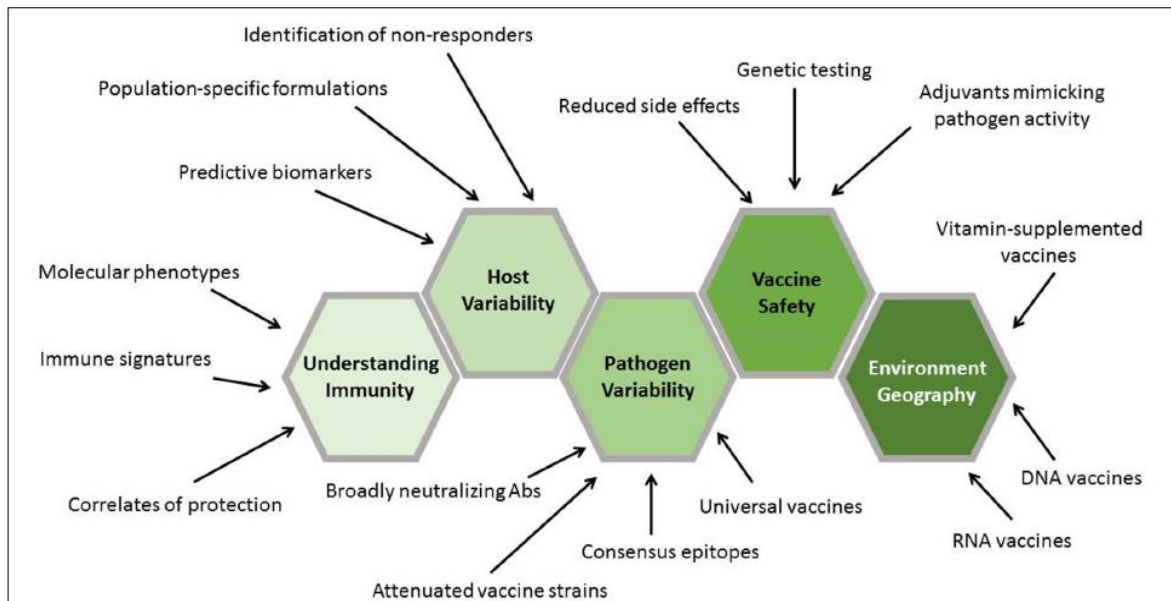 Identification of non-responders
Population-specific formulations
Predictive biomarkers
Molecular phenotypes
Immune signatures
Correlates of protection
Understanding
Immunity
Host
Variability
Pathogen
Variability
Broadly neutralizing Abs
Attenuated vaccine strains
Consensus epitopes
Universal vaccines
Reduced side effects
Genetic testing
Adjuvants mimicking
pathogen activity
Vaccine
Safety
Environment
Geography
Vitamin-supplemented
vaccines
DNA vaccines
RNA vaccines